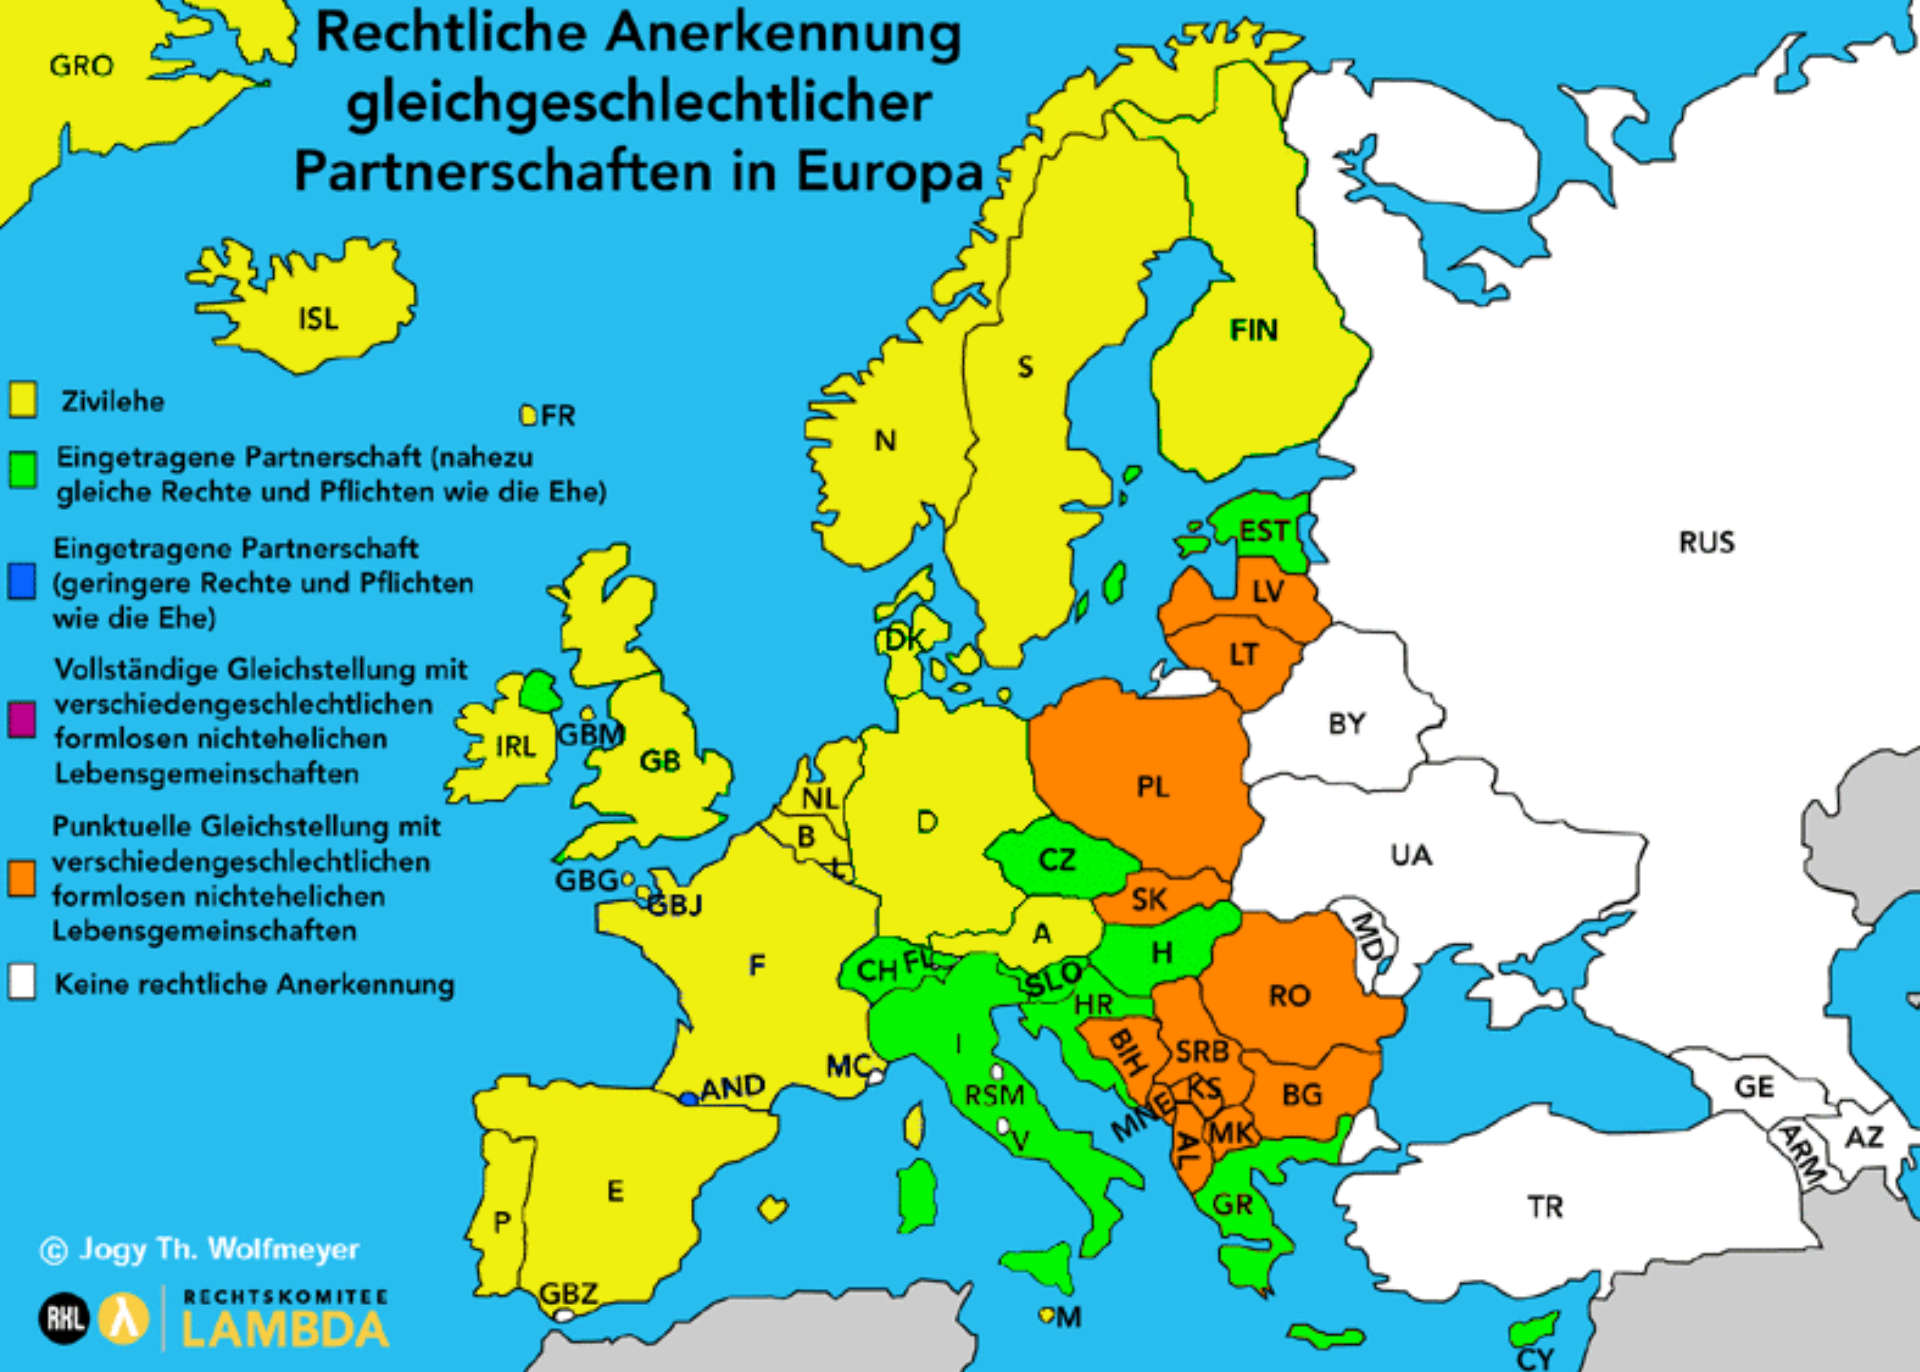 Rechtliche Anerkennung
gleichgeschlechtlicher
Partnerschaften in Europa
GRO
ISL
FR
Zivilehe
Eingetragene Partnerschaft (nahezu
gleiche Rechte und Pflichten wie die Ehe)
Eingetragene Partnerschaft
(geringere Rechte und Pflichten
wie die Ehe)
Vollständige Gleichstellung mit
verschiedengeschlechtlichen
formlosen nichtehelichen
Lebensgemeinschaften
Punktuelle Gleichstellung mit
verschiedengeschlechtlichen
formlosen nichtehelichen
Lebensgemeinschaften
Keine rechtliche Anerkennung
FIN
S
N
EST
RUS
LV
DK
LT
BY
IRL
GBM
GB
PL
NL
D
B
L
CZ
UA
GBG
GBJ
SK
A
MD
F
CH
FL
SLO
H
HR
RO
I
BIH
SRB
MC
AND
RSM
KS
BG
GE
MNE
V
MK
AL
ARM
AZ
E
P
GR
TR
GBZ
M
CY
© Jogy Th. Wolfmeyer
RKL
λ
RECHTSKOMITEE
LAMBDA